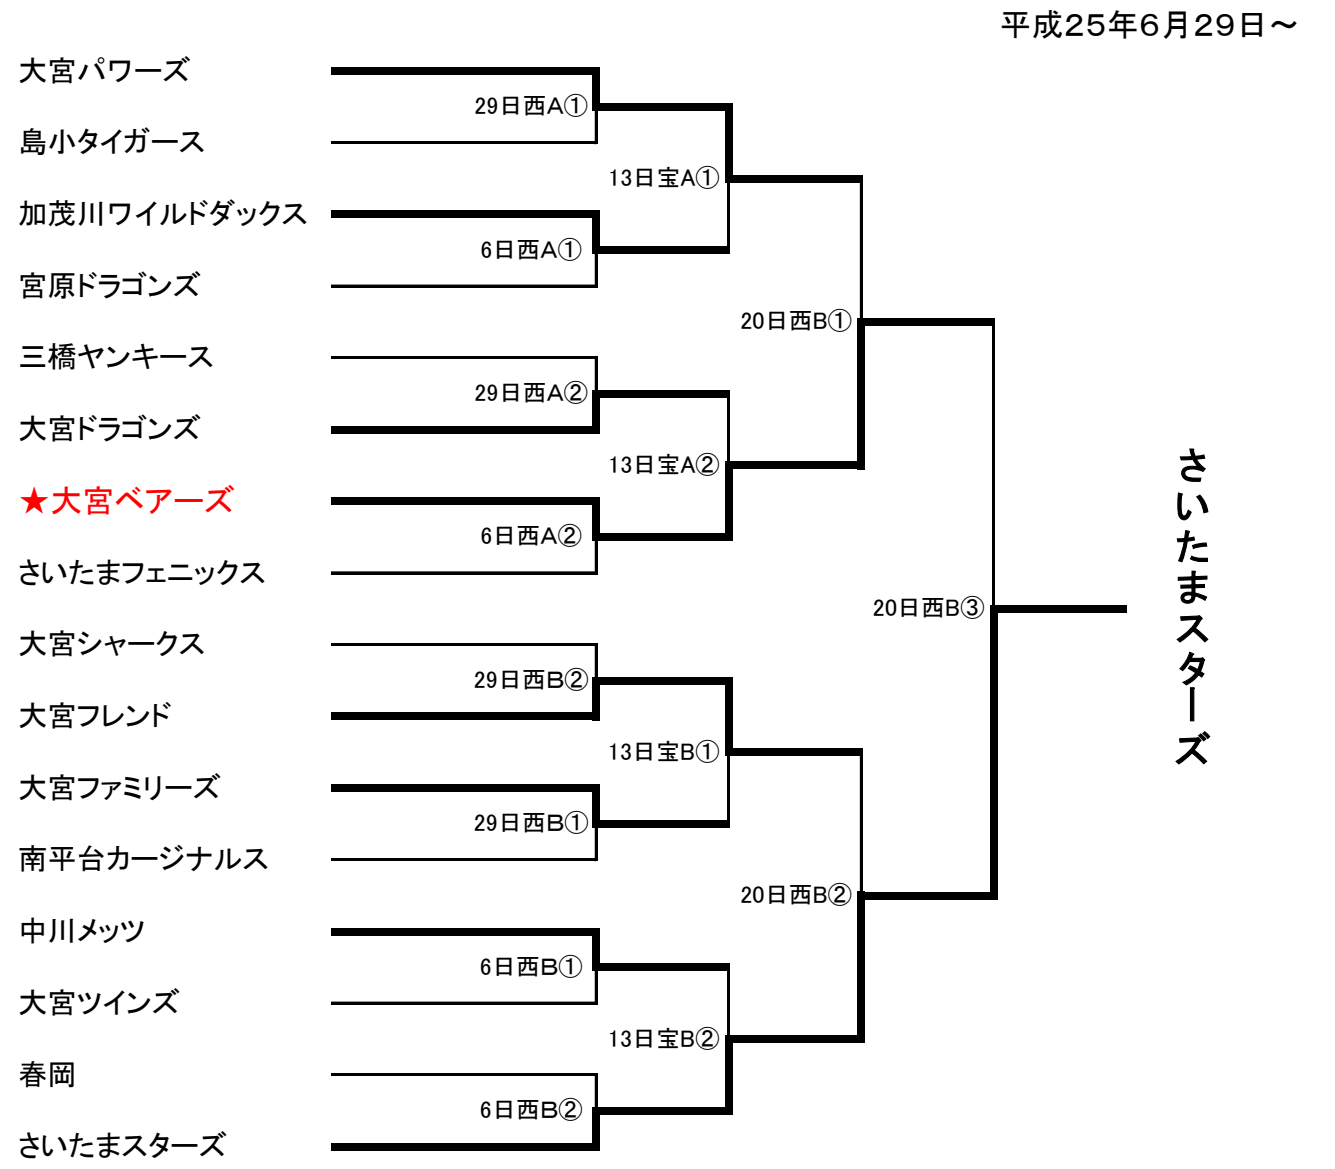 平成25年6月29日～
大宮パワーズ
29日西A①
島小タイガース
13日宝A①
加茂川ワイルドダックス
6日西A①
宮原ドラゴンズ
20日西B①
三橋ヤンキース
29日西A②
大宮ドラゴンズ
13日宝A②
★大宮ベアーズ
6日西A②
さいたまフェニックス
20日西B③
さいたまスターズ
大宮シャークス
29日西B②
大宮フレンド
13日宝B①
大宮ファミリーズ
29日西B①
南平台カージナルス
20日西B②
中川メッツ
6日西B①
大宮ツインズ
13日宝B②
春岡
6日西B②
さいたまスターズ